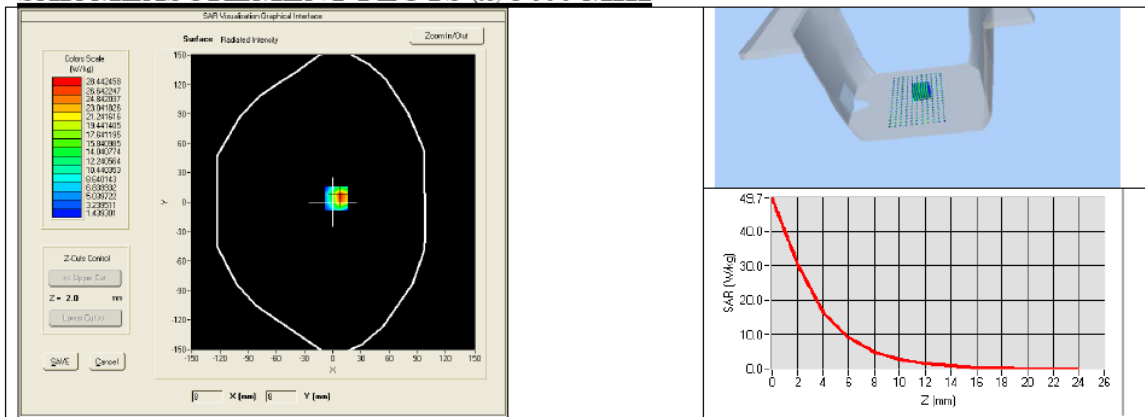 SAR Visualisation Graphical Interface
Surface Radiated Intensity
Zoom In/Out
Colors Scale
(W/kg)
28.442458
26.642247
24.842037
23.041826
21.241616
19.441405
17.641195
15.840985
14.040774
12.240564
10.440353
8.640143
6.839932
5.039722
3.239511
1.439301
Z-Cuts Control
<< Upper Cut
Z = 2.0 mm
Lower Cut >>
SAVE Cancel
150
120
90
60
30
0
-30
-60
-90
-120
-150
Y
-150 -120 -90 -60 -30 0 30 60 90 120 150
X
8 X (mm) 8 Y (mm)
49.7
40.0
30.0
20.0
10.0
0.0
SAR (W/kg)
0 2 4 6 8 10 12 14 16 18 20 22 24 26
Z (mm)